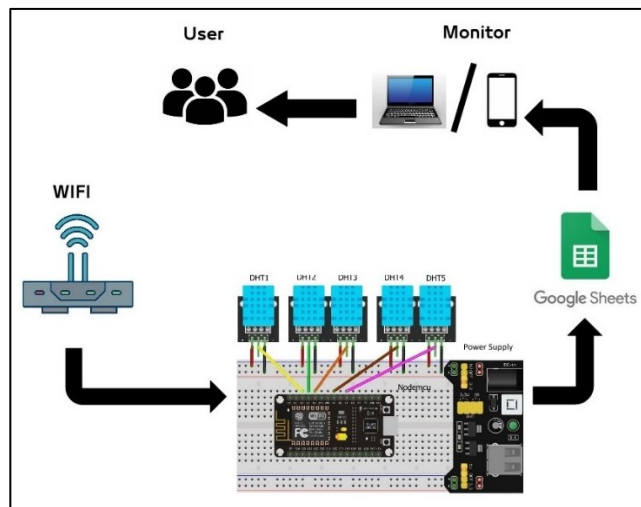 User
Monitor
WIFI
Google Sheets
DHT1
DHT2
DHT3
DHT4
DHT5
Power Supply
Nodemcu